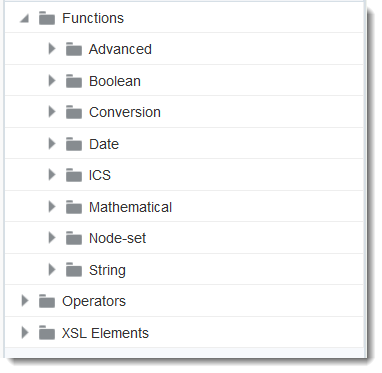 Functions
Advanced
Boolean
Conversion
Date
ICS
Mathematical
Node-set
String
Operators
XSL Elements